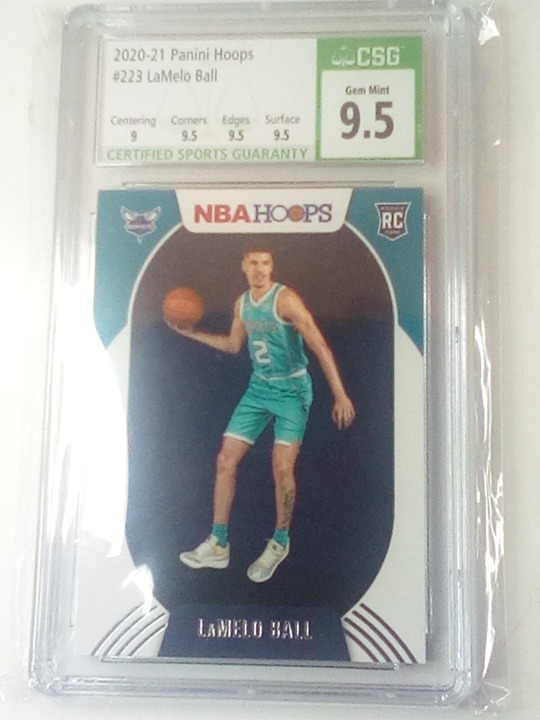 2020-21 Panini Hoops
#223 LaMelo Ball
CSG
Gem Mint
9.5
Centering Corners Edges Surface
9 9.5 9.5 9.5
CERTIFIED SPORTS GUARANTY
NBA HOOPS
RC
2
LAMELO BALL